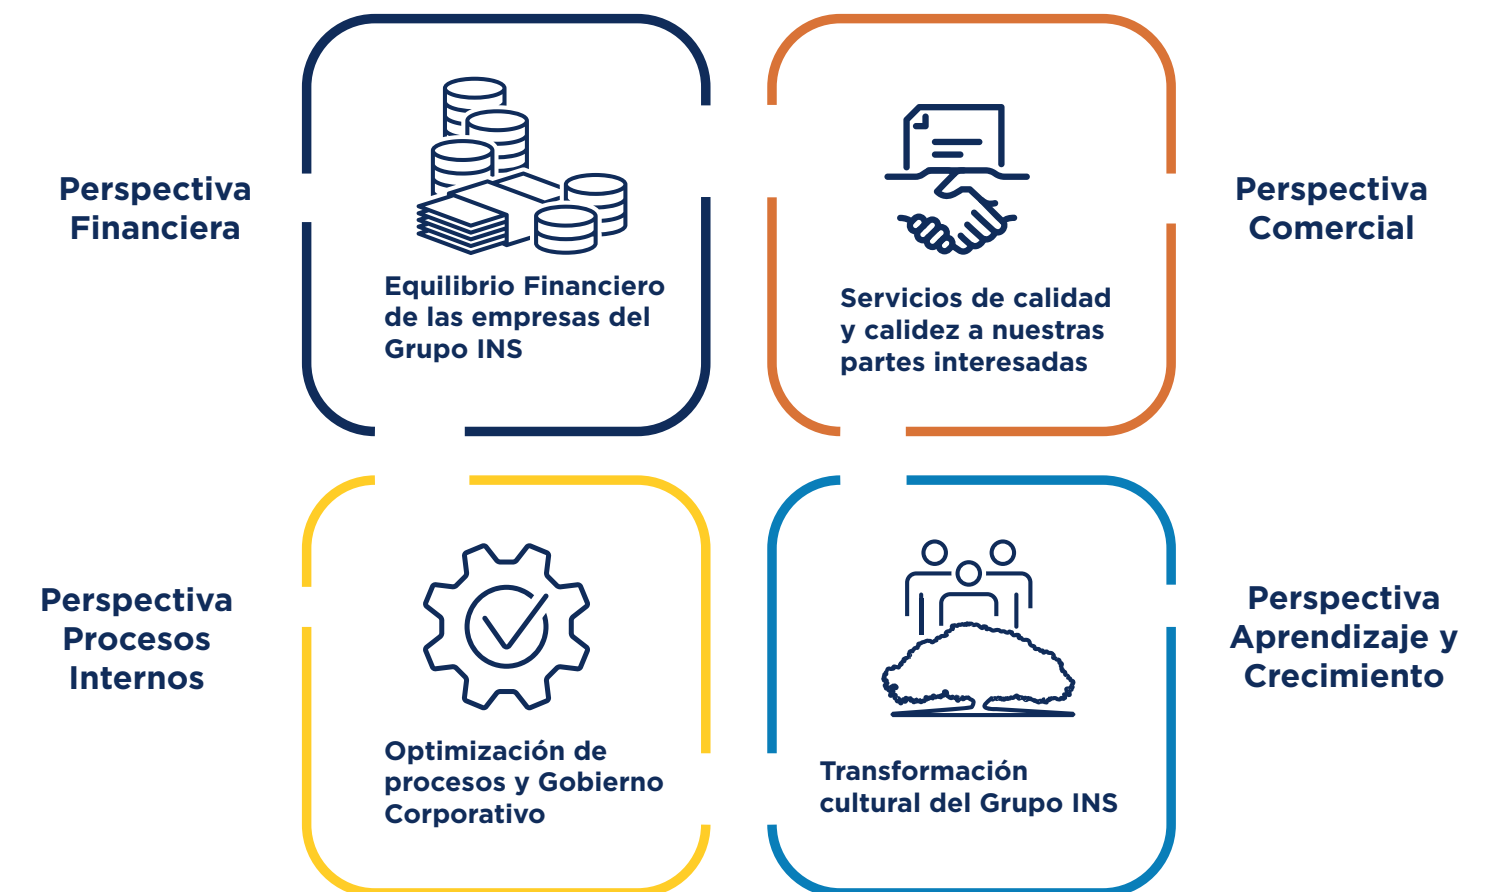 Perspectiva
Financiera
Equilibrio Financiero
de las empresas del
Grupo INS
Servicios de calidad
y calidez a nuestras
partes interesadas
Perspectiva
Comercial
Perspectiva
Procesos
Internos
Optimización de
procesos y Gobierno
Corporativo
Transformación
cultural del Grupo INS
Perspectiva
Aprendizaje y
Crecimiento